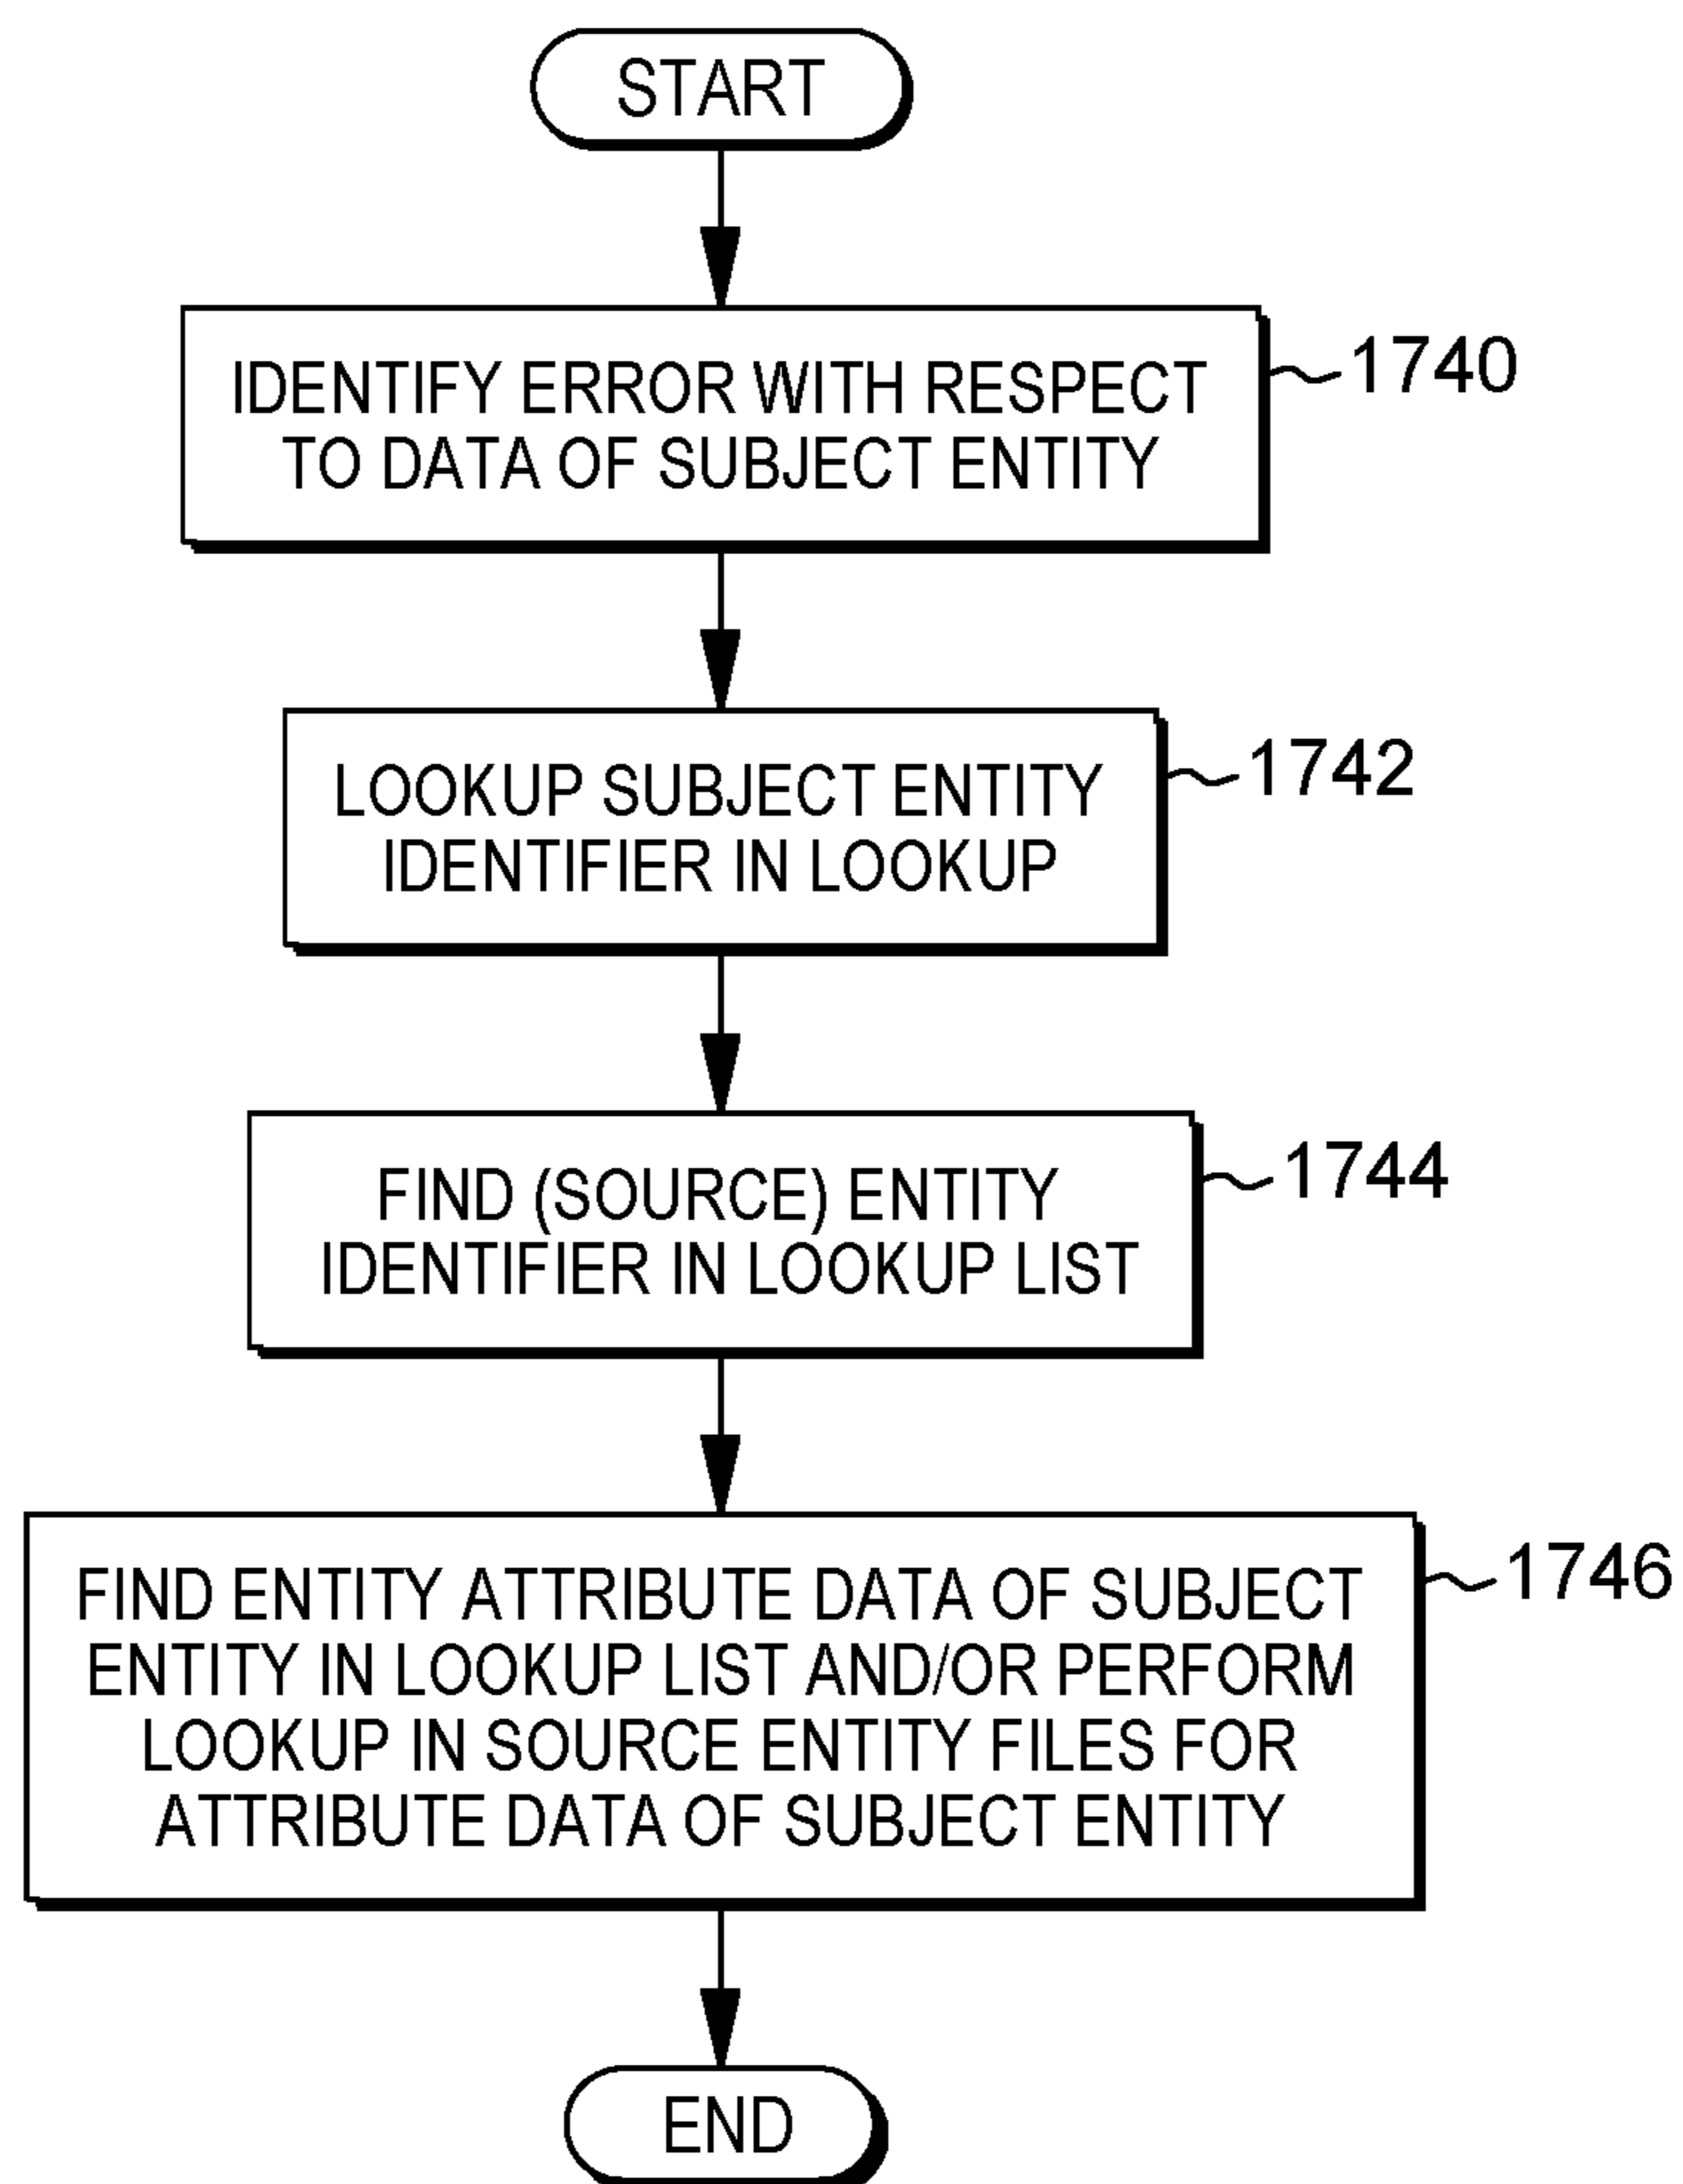 START
IDENTIFY ERROR WITH RESPECT
TO DATA OF SUBJECT ENTITY
1740
LOOKUP SUBJECT ENTITY
IDENTIFIER IN LOOKUP
1742
FIND (SOURCE) ENTITY
IDENTIFIER IN LOOKUP LIST
1744
FIND ENTITY ATTRIBUTE DATA OF SUBJECT
ENTITY IN LOOKUP LIST AND/OR PERFORM
LOOKUP IN SOURCE ENTITY FILES FOR
ATTRIBUTE DATA OF SUBJECT ENTITY
1746
END